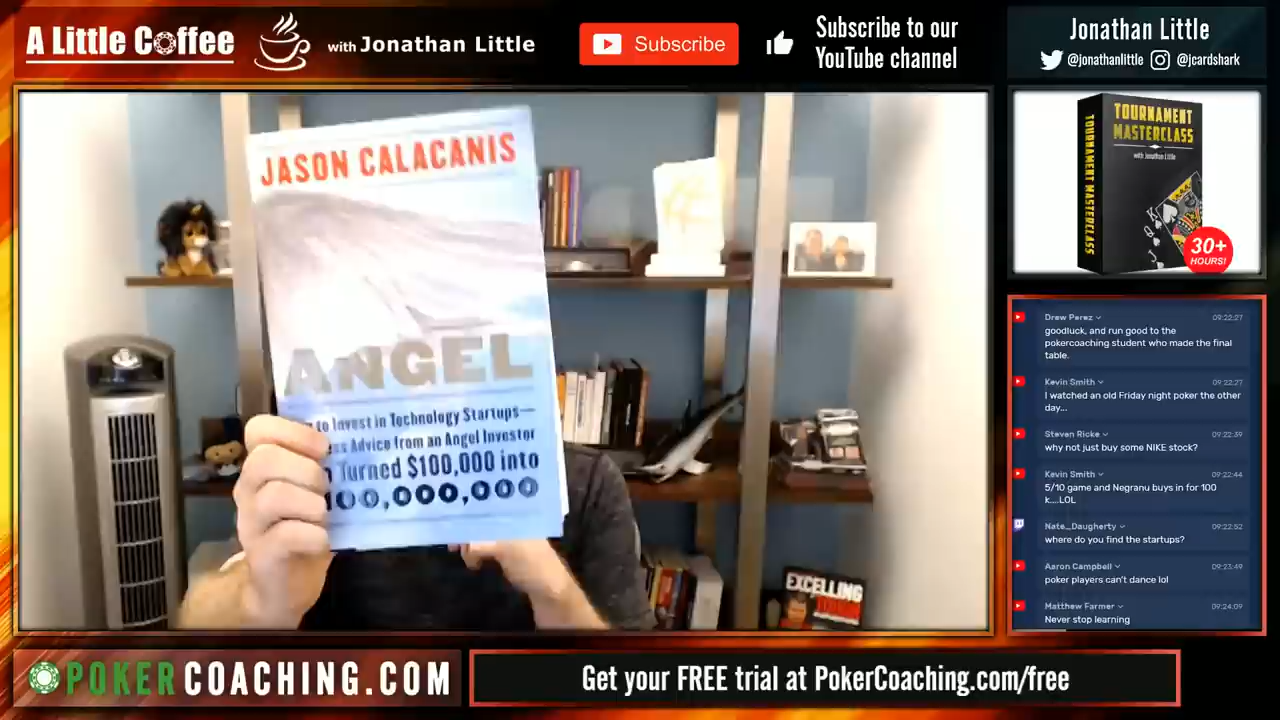 A Little Coffee
with Jonathan Little
Subscribe
Subscribe to our
YouTube channel
Jonathan Little
@jonathanlittle
@jcardshark
JASON CALACANIS
ANGEL
to Invest in Technology Startups—
Advice from an Angel Investor
Turned $100,000 into
100,000,000
EXCELLING
TOURNAMENT
MASTERCLASS
with Jonathan Little
TOURNAMENT MASTERCLASS
30+
HOURS!
Drew Perez 09:22:27
goodluck, and run good to the
pokercoaching student who made the final
table.
Kevin Smith 09:22:27
I watched an old Friday night poker the other
day...
Steven Ricke 09:22:39
why not just buy some NIKE stock?
Kevin Smith 09:22:44
5/10 game and Negranu buys in for 100
k....LOL
Nate_Daugherty 09:22:52
where do you find the startups?
Aaron Campbell 09:23:49
poker players can't dance lol
Matthew Farmer 09:24:09
Never stop learning
POKERCOACHING.COM
Get your FREE trial at PokerCoaching.com/free